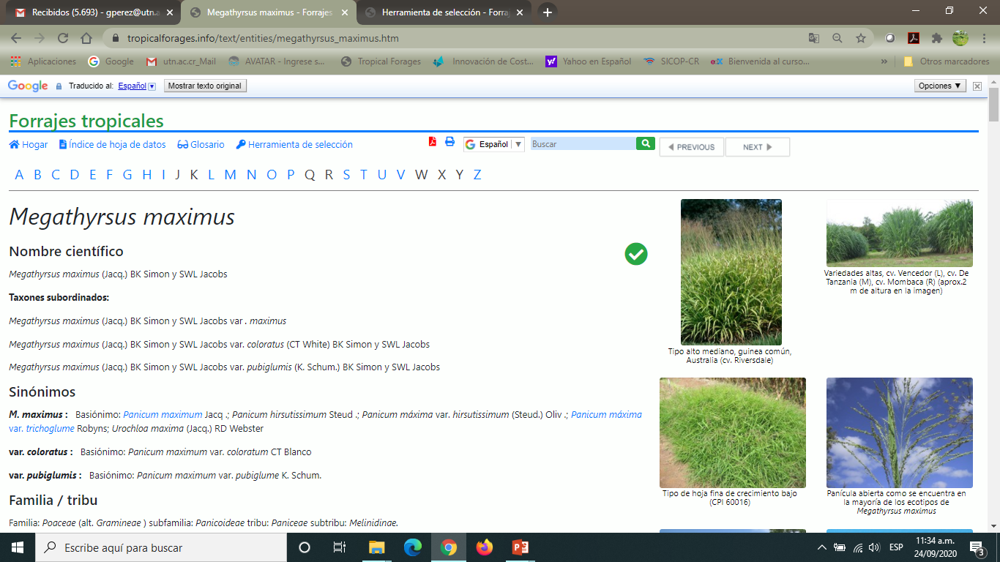 Recibidos (5.693) - gperez@utn.a
Megathyrsus maximus - Forrajes
Herramienta de selección - Forraj
tropicalforages.info/text/entities/megathyrsus_maximus.htm
Aplicaciones
Google
utn.ac.cr_Mail
AVATAR - Ingrese s...
Tropical Forages
Innovación de Cost...
Yahoo en Español
SICOP-CR
Bienvenida al curso...
»
Otros marcadores
Google Traducido al: Español Mostrar texto original Opciones ▼
Forrajes tropicales
Hogar Índice de hoja de datos Glosario Herramienta de selección
Español ▼ Buscar PREVIOUS NEXT
A B C D E F G H I J K L M N O P Q R S T U V W X Y Z
Megathyrsus maximus
Nombre científico
Megathyrsus maximus (Jacq.) BK Simon y SWL Jacobs
Taxones subordinados:
Megathyrsus maximus (Jacq.) BK Simon y SWL Jacobs var . maximus
Megathyrsus maximus (Jacq.) BK Simon y SWL Jacobs var. coloratus (CT White) BK Simon y SWL Jacobs
Megathyrsus maximus (Jacq.) BK Simon y SWL Jacobs var. pubiglumis (K. Schum.) BK Simon y SWL Jacobs
Sinónimos
M. maximus : Basiónimo: Panicum maximum Jacq .; Panicum hirsutissimum Steud .; Panicum máxima var. hirsutissimum (Steud.) Oliv .; Panicum máxima
var. trichoglume Robyns; Urochloa maxima (Jacq.) RD Webster
var. coloratus : Basiónimo: Panicum maximum var. coloratum CT Blanco
var. pubiglumis : Basiónimo: Panicum maximum var. pubiglume K. Schum.
Familia / tribu
Familia: Poaceae (alt. Gramineae ) subfamilia: Panicoideae tribu: Paniceae subtribu: Melinidinae.
Tipo alto mediano, guinea común,
Australia (cv. Riversdale)
Variedades altas, cv. Vencedor (L), cv. De
Tanzania (M), cv. Mombaca (R) (aprox.2
m de altura en la imagen)
Tipo de hoja fina de crecimiento bajo
(CPI 60016)
Panícula abierta como se encuentra en
la mayoría de los ecotipos de
Megathyrsus maximus
Escribe aquí para buscar
ESP
11:34 a.m.
24/09/2020
3